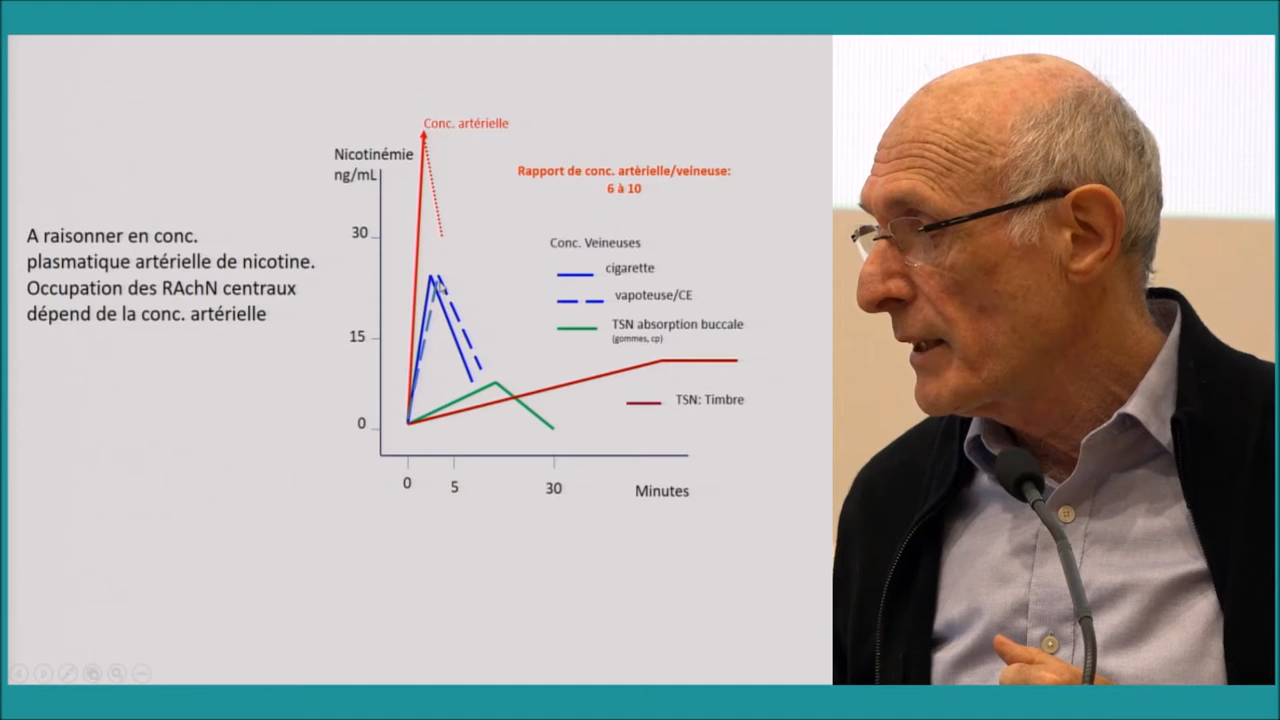 Conc. artérielle
Nicotinémie
ng/mL
Rapport de conc. artèrielle/veineuse:
6 à 10
A raisonner en conc.
plasmatique artérielle de nicotine.
Occupation des RAchN centraux
dépend de la conc. artérielle
30
15
0
Conc. Veineuses
cigarette
vapoteuse/CE
TSN absorption buccale
(gommes, cp)
TSN: Timbre
0
5
30
Minutes